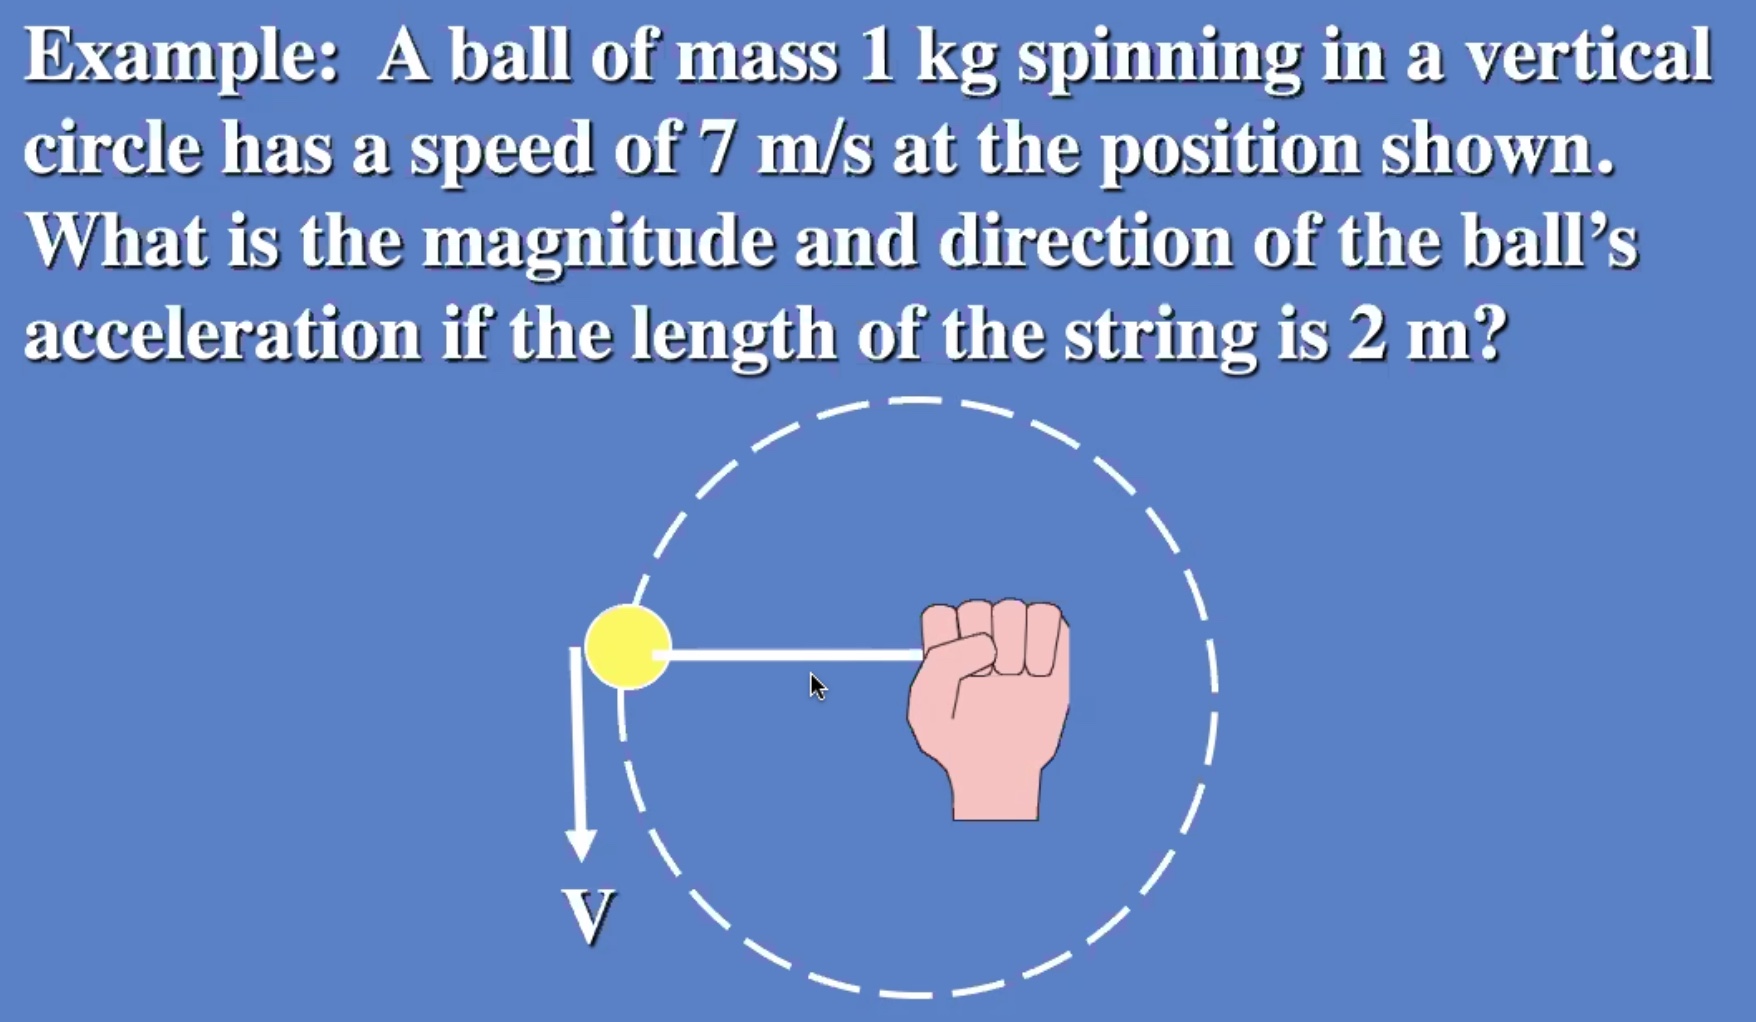 Example:  A ball of mass 1 kg spinning in a vertical
circle has a speed of 7 m/s at the position shown.
What is the magnitude and direction of the ball’s
acceleration if the length of the string is 2 m?
V